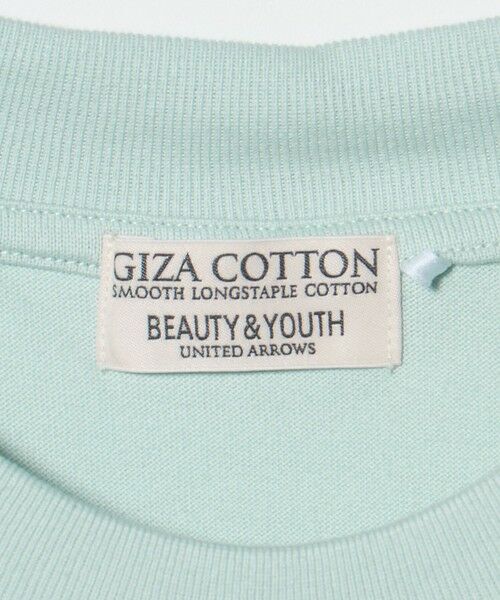 GIZA COTTON
SMOOTH LONGSTAPLE COTTON
BEAUTY&YOUTH
UNITED ARROWS